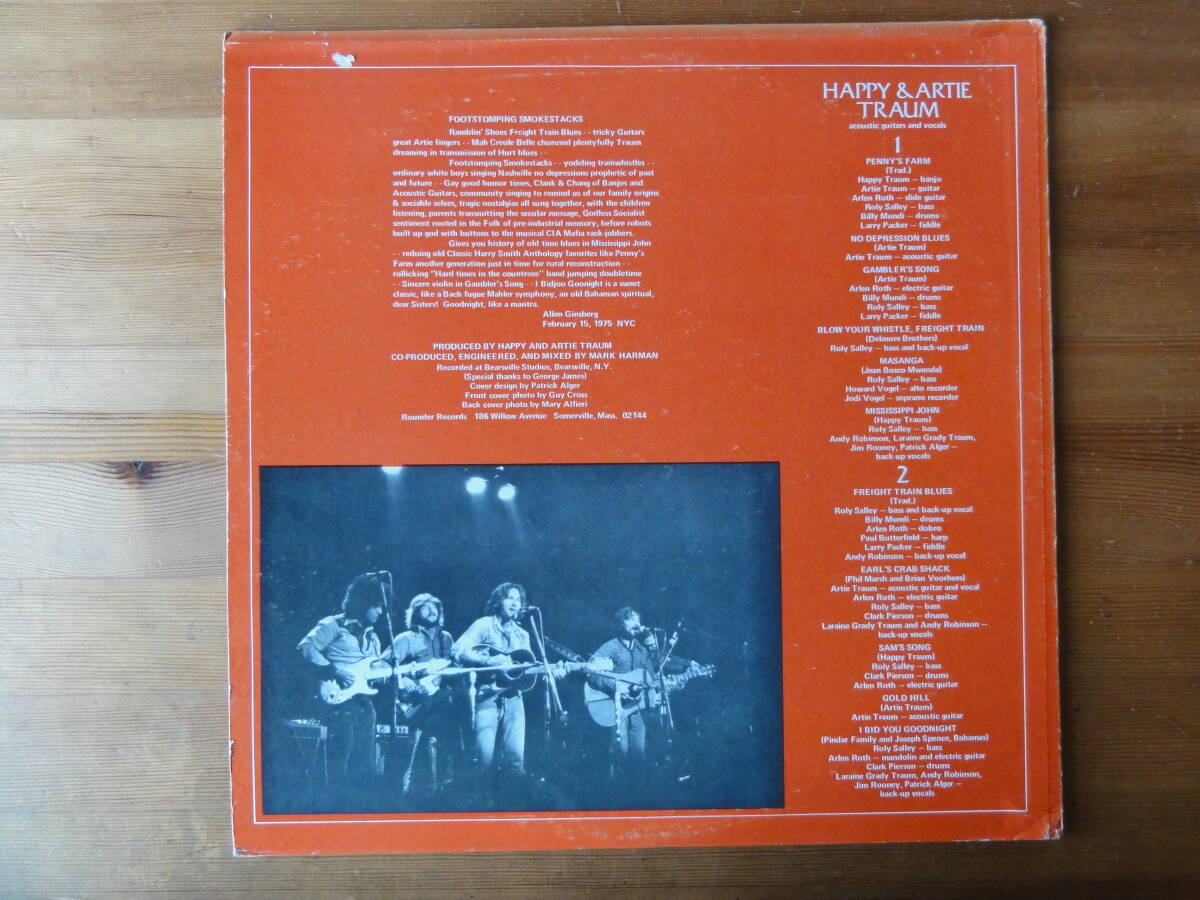 FOOTSTOMPING SMOKESTACKS
Ramblin' Shoes Freight Train Blues - - tricky Guitars
great Artie fingers - - Mah Creole Belle chorused plentyfully Traum
dreaming in transmission of Hurt blues - -
Footstomping Smokestacks - - yodeling trainwhistles - -
ordinary white boys singing Nashville no depressions prophetic of past
and future - - Gay good humor times, Clank & Chang of Banjos and
Acoustic Guitars, community singing to remind us of our family origins
& sociable selves, tragic nostalgias all sung together, with the children
listening, parents transmitting the secular message, Godless Socialist
sentiment rooted in the Folk of pre-industrial memory, before robots
built up god with buttons to the musical CIA Mafia rack-jobbers.
Gives you history of old time blues in Mississippi John
- - redoing old Classic Harry Smith Anthology favorites like Penny's
Farm another generation just in time for rural reconstruction - -
rollicking "Hard times in the countree" band jumping doubletime
- - Sincere violin in Gambler's Song - - I Bidjoo Goonight is a sweet
classic, like a Bach fugue Mahler symphony, an old Bahaman spiritual,
dear Sisters! Goodnight, like a mantra.
Allen Ginsberg
February 15, 1975 NYC
PRODUCED BY HAPPY AND ARTIE TRAUM
CO-PRODUCED, ENGINEERED, AND MIXED BY MARK HARMAN
Recorded at Bearsville Studios, Bearsville, N.Y.
(Special thanks to George James)
Cover design by Patrick Alger
Front cover photo by Guy Cross
Back cover photo by Mary Alfieri
Rounder Records 186 Willow Avenue Somerville, Mass. 02144
HAPPY & ARTIE
TRAUM
acoustic guitars and vocals
1
PENNY'S FARM
(Trad.)
Happy Traum — banjo
Artie Traum — guitar
Arlen Roth — slide guitar
Roly Salley — bass
Billy Mundi — drums
Larry Packer — fiddle
NO DEPRESSION BLUES
(Artie Traum)
Artie Traum — acoustic guitar
GAMBLER'S SONG
(Artie Traum)
Arlen Roth — electric guitar
Billy Mundi — drums
Roly Salley — bass
Larry Packer — fiddle
BLOW YOUR WHISTLE, FREIGHT TRAIN
(Delmore Brothers)
Roly Salley — bass and back-up vocal
MASANGA
(Jean Bosco Mwenda)
Roly Salley — bass
Howard Vogel — alto recorder
Jodi Vogel — soprano recorder
MISSISSIPPI JOHN
(Happy Traum)
Roly Salley — bass
Andy Robinson, Laraine Grady Traum,
Jim Rooney, Patrick Alger —
back-up vocals
2
FREIGHT TRAIN BLUES
(Trad.)
Roly Salley — bass and back-up vocal
Billy Mundi — drums
Arlen Roth — dobro
Paul Butterfield — harp
Larry Packer — fiddle
Andy Robinson — back-up vocal
EARL'S CRAB SHACK
(Phil Marsh and Brian Voorhees)
Artie Traum — acoustic guitar and vocal
Arlen Roth — electric guitar
Roly Salley — bass
Clark Pierson — drums
Laraine Grady Traum and Andy Robinson —
back-up vocals
SAM'S SONG
(Happy Traum)
Roly Salley — bass
Clark Pierson — drums
Arlen Roth — electric guitar
GOLD HILL
(Artie Traum)
Artie Traum — acoustic guitar
I BID YOU GOODNIGHT
(Pindar Family and Joseph Spence, Bahamas)
Roly Salley — bass
Arlen Roth — mandolin and electric guitar
Clark Pierson — drums
Laraine Grady Traum, Andy Robinson,
Jim Rooney, Patrick Alger —
back-up vocals